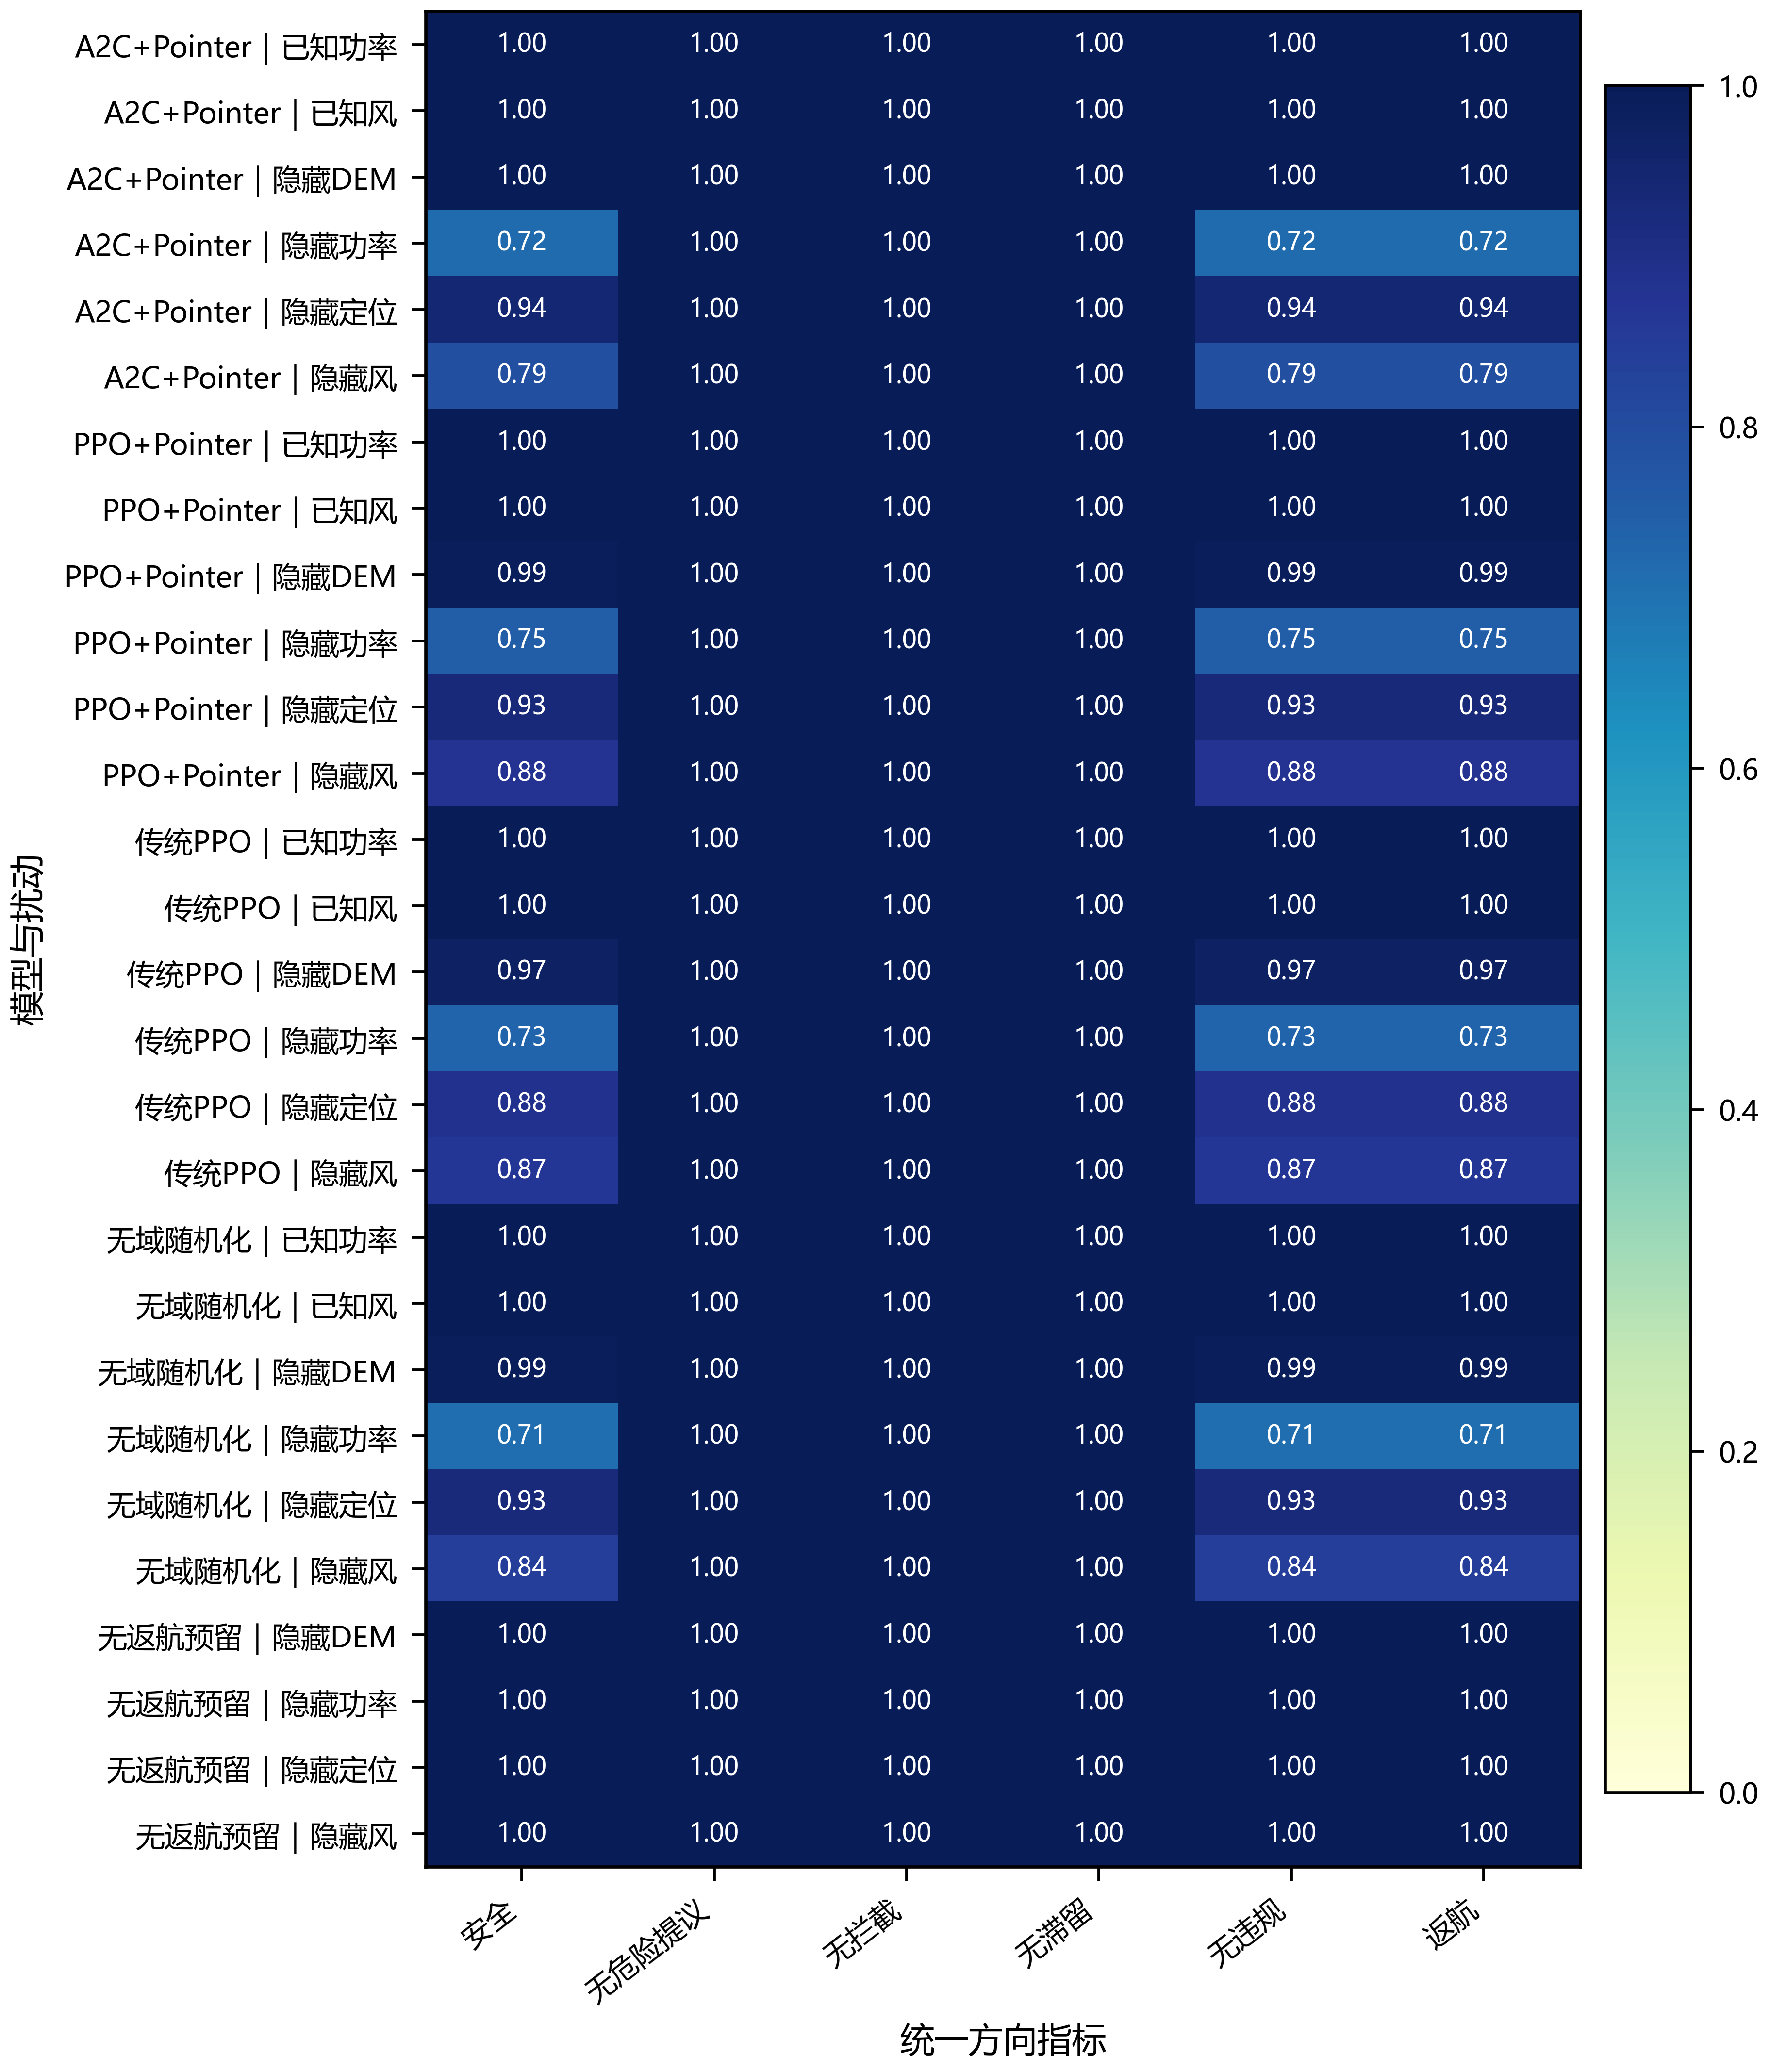 A2C+Pointer | 已知功率 1.00 1.00 1.00 1.00 1.00 1.00
A2C+Pointer | 已知风 1.00 1.00 1.00 1.00 1.00 1.00
A2C+Pointer | 隐藏DEM 1.00 1.00 1.00 1.00 1.00 1.00
A2C+Pointer | 隐藏功率 0.72 1.00 1.00 1.00 0.72 0.72
A2C+Pointer | 隐藏定位 0.94 1.00 1.00 1.00 0.94 0.94
A2C+Pointer | 隐藏风 0.79 1.00 1.00 1.00 0.79 0.79
PPO+Pointer | 已知功率 1.00 1.00 1.00 1.00 1.00 1.00
PPO+Pointer | 已知风 1.00 1.00 1.00 1.00 1.00 1.00
PPO+Pointer | 隐藏DEM 0.99 1.00 1.00 1.00 0.99 0.99
PPO+Pointer | 隐藏功率 0.75 1.00 1.00 1.00 0.75 0.75
PPO+Pointer | 隐藏定位 0.93 1.00 1.00 1.00 0.93 0.93
PPO+Pointer | 隐藏风 0.88 1.00 1.00 1.00 0.88 0.88
传统PPO | 已知功率 1.00 1.00 1.00 1.00 1.00 1.00
传统PPO | 已知风 1.00 1.00 1.00 1.00 1.00 1.00
传统PPO | 隐藏DEM 0.97 1.00 1.00 1.00 0.97 0.97
传统PPO | 隐藏功率 0.73 1.00 1.00 1.00 0.73 0.73
传统PPO | 隐藏定位 0.88 1.00 1.00 1.00 0.88 0.88
传统PPO | 隐藏风 0.87 1.00 1.00 1.00 0.87 0.87
无域随机化 | 已知功率 1.00 1.00 1.00 1.00 1.00 1.00
无域随机化 | 已知风 1.00 1.00 1.00 1.00 1.00 1.00
无域随机化 | 隐藏DEM 0.99 1.00 1.00 1.00 0.99 0.99
无域随机化 | 隐藏功率 0.71 1.00 1.00 1.00 0.71 0.71
无域随机化 | 隐藏定位 0.93 1.00 1.00 1.00 0.93 0.93
无域随机化 | 隐藏风 0.84 1.00 1.00 1.00 0.84 0.84
无返航预留 | 隐藏DEM 1.00 1.00 1.00 1.00 1.00 1.00
无返航预留 | 隐藏功率 1.00 1.00 1.00 1.00 1.00 1.00
无返航预留 | 隐藏定位 1.00 1.00 1.00 1.00 1.00 1.00
无返航预留 | 隐藏风 1.00 1.00 1.00 1.00 1.00 1.00
模型与扰动
安全
无危险提议
无拦截
无滞留
无违规
返航
统一方向指标
1.0
0.8
0.6
0.4
0.2
0.0